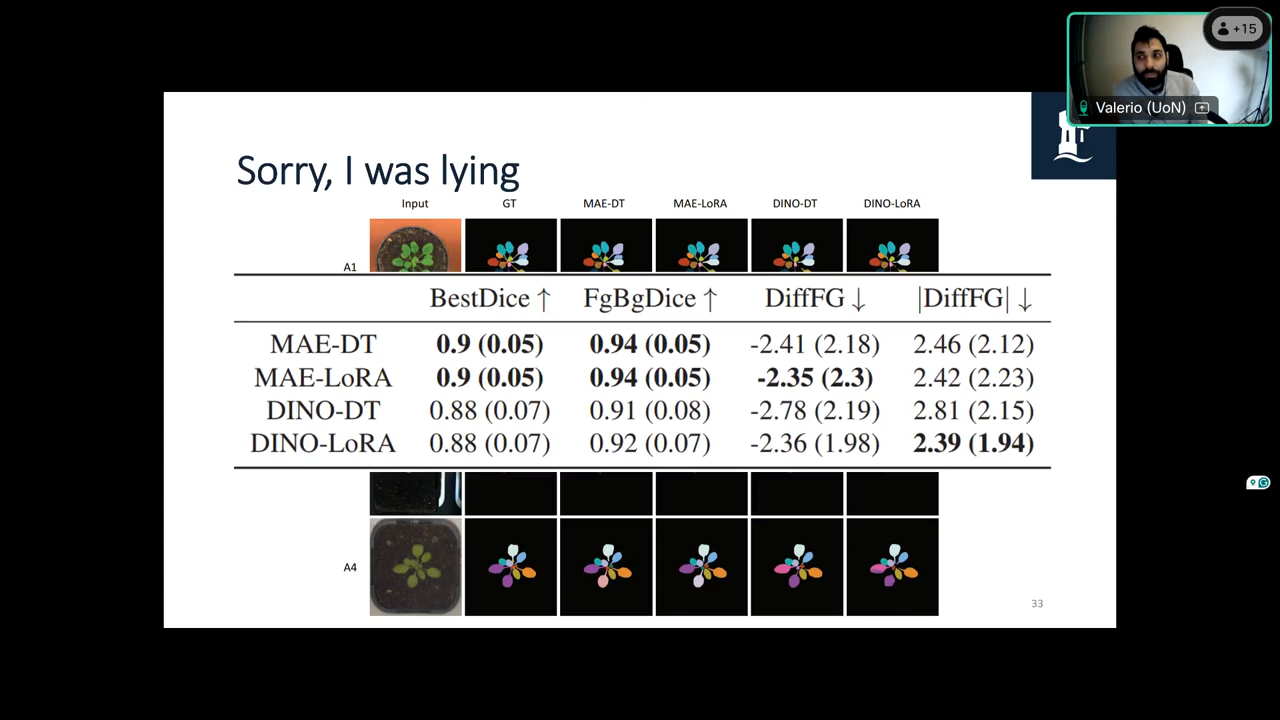 +15
Valerio (UoN)
Sorry, I was lying
Input GT MAE-DT MAE-LoRA DINO-DT DINO-LoRA
A1
BestDice ↑ FgBgDice ↑ DiffFG ↓ |DiffFG| ↓
MAE-DT 0.9 (0.05) 0.94 (0.05) -2.41 (2.18) 2.46 (2.12)
MAE-LoRA 0.9 (0.05) 0.94 (0.05) -2.35 (2.3) 2.42 (2.23)
DINO-DT 0.88 (0.07) 0.91 (0.08) -2.78 (2.19) 2.81 (2.15)
DINO-LoRA 0.88 (0.07) 0.92 (0.07) -2.36 (1.98) 2.39 (1.94)
A4
33